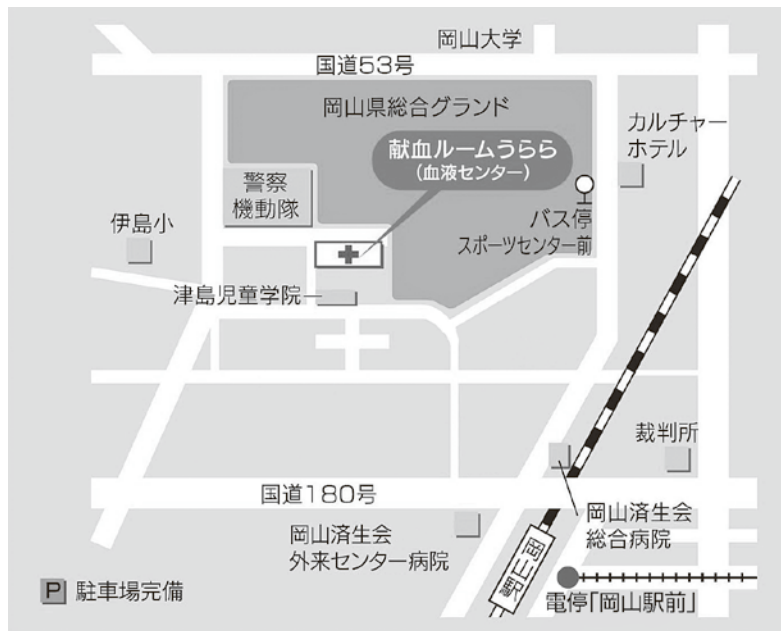 岡山大学
国道53号
岡山県総合グランド
カルチャー
ホテル
献血ルームうらら
(血液センター)
警察
機動隊
伊島小
バス停
スポーツセンター前
津島児童学院
裁判所
国道180号
岡山済生会
総合病院
岡山済生会
外来センター病院
岡山駅
P 駐車場完備
電停「岡山駅前」